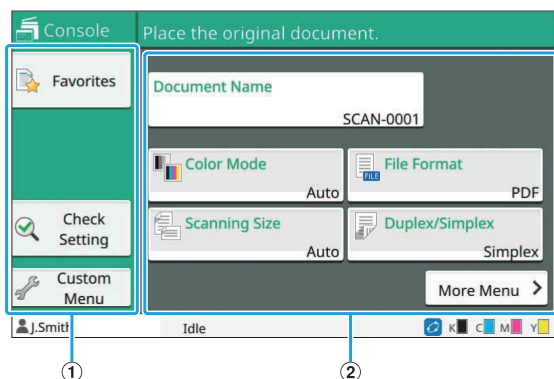 Console
Place the original document.
Favorites
Check
Setting
Custom
Menu
Document Name
SCAN-0001
Color Mode
Auto
File Format
FILE
PDF
Scanning Size
Auto
Duplex/Simplex
Simplex
More Menu >
J.Smith
Idle
K C M Y
1
2